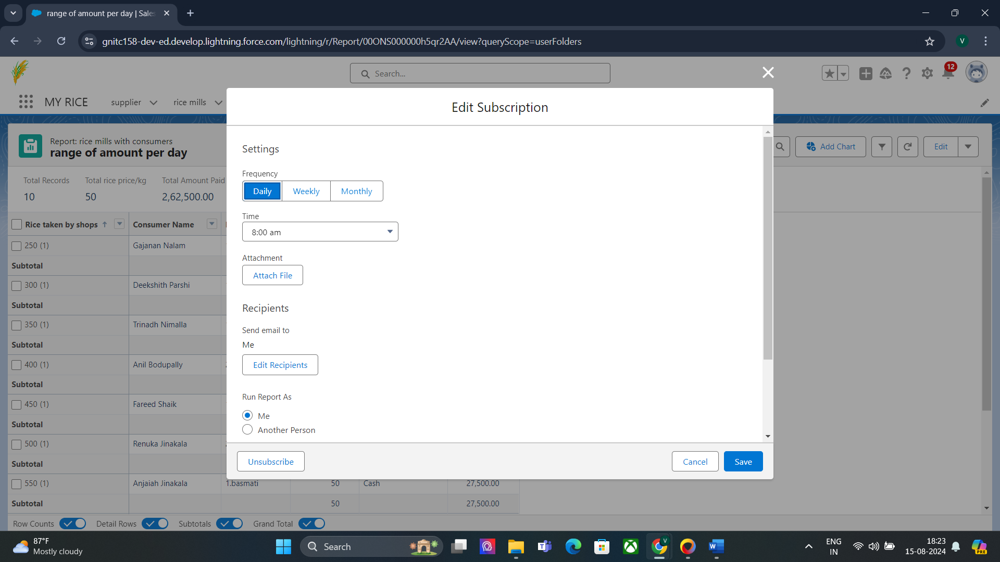 range of amount per day | Sales
gnitc158-dev-ed.develop.lightning.force.com/lightning/r/Report/00ONS000000h5qr2AA/view?queryScope=userFolders
V
Search...
12
MY RICE
supplier
rice mills
Edit Subscription
Report: rice mills with consumers
range of amount per day
Add Chart
Edit
Total Records
Total rice price/kg
Total Amount Paid
10
50
2,62,500.00
Rice taken by shops ↑
Consumer Name
250 (1)
Gajanan Nalam
Subtotal
300 (1)
Deekshith Parshi
Subtotal
350 (1)
Trinadh Nimalla
Subtotal
400 (1)
Anil Bodupally
Subtotal
450 (1)
Fareed Shaik
Subtotal
500 (1)
Renuka Jinakala
Subtotal
550 (1)
Anjaiah Jinakala
1.basmati
50
Cash
27,500.00
Subtotal
50
27,500.00
Settings
Frequency
Daily
Weekly
Monthly
Time
8:00 am
Attachment
Attach File
Recipients
Send email to
Me
Edit Recipients
Run Report As
Me
Another Person
Unsubscribe
Cancel
Save
Row Counts
Detail Rows
Subtotals
Grand Total
87°F
Mostly cloudy
Search
ENG
IN
18:23
15-08-2024
PRE